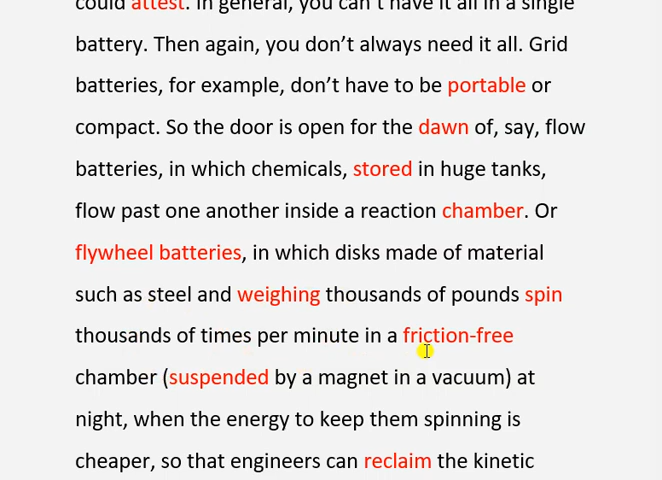 could attest. In general, you can't have it all in a single
battery. Then again, you don’t always need it all. Grid
batteries, for example, don’t have to be portable or
compact. So the door is open for the dawn of, say, flow
batteries, in which chemicals, stored in huge tanks,
flow past one another inside a reaction chamber. Or
flywheel batteries, in which disks made of material
such as steel and weighing thousands of pounds spin
thousands of times per minute in a friction-free
chamber (suspended by a magnet in a vacuum) at
night, when the energy to keep them spinning is
cheaper, so that engineers can reclaim the kinetic